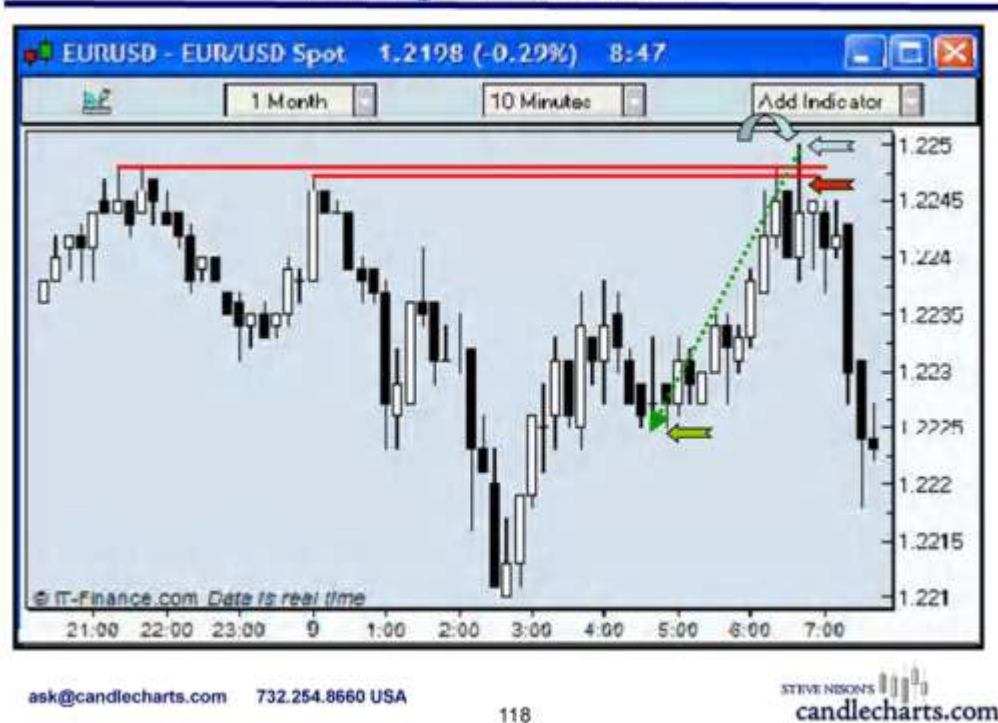 EURUSD - EUR/USD Spot 1.2198 (-0.29%) 8:47
1 Month 10 Minutes Add Indicator
1.225
1.2245
1.224
1.2235
1.223
1.2225
1.222
1.2215
1.221
© IT-Finance.com Data is real time
21:00 22:00 23:00 9 1:00 2:00 3:00 4:00 5:00 6:00 7:00
ask@candlecharts.com 732.254.8660 USA
118
STEVE NISON'S
candlecharts.com